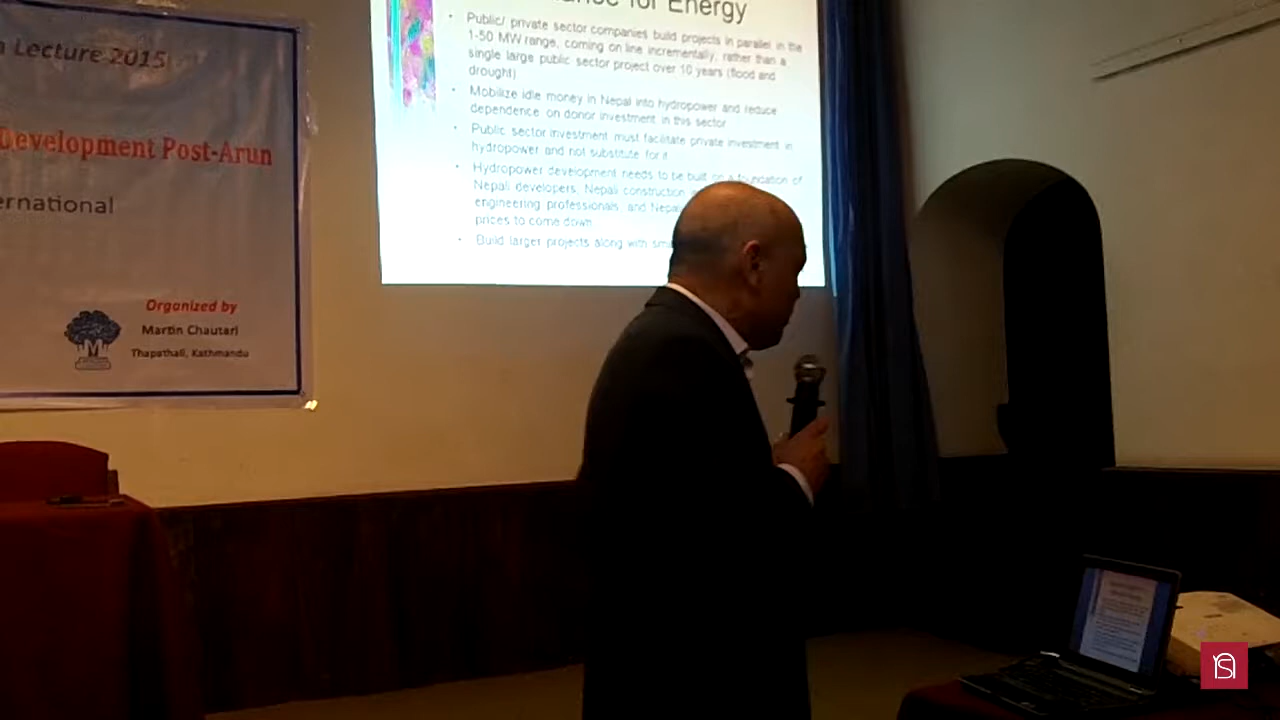 Lecture 2015
Development Post-Arun
ernational
Organized by
Martin Chautari
Thapathali, Kathmandu
for Energy
Public/ private sector companies build projects in parallel in the
1-50 MW range, coming on line incrementally, rather than a
single large public sector project over 10 years (flood and
drought)
Mobilize idle money in Nepal into hydropower and reduce
dependence on donor investment in this sector
Public sector investment must facilitate private investment in
hydropower and not substitute for it
Hydropower development needs to be built on a foundation of
Nepali developers, Nepali construction
engineering professionals, and Nepal
prices to come down
Build larger projects along with